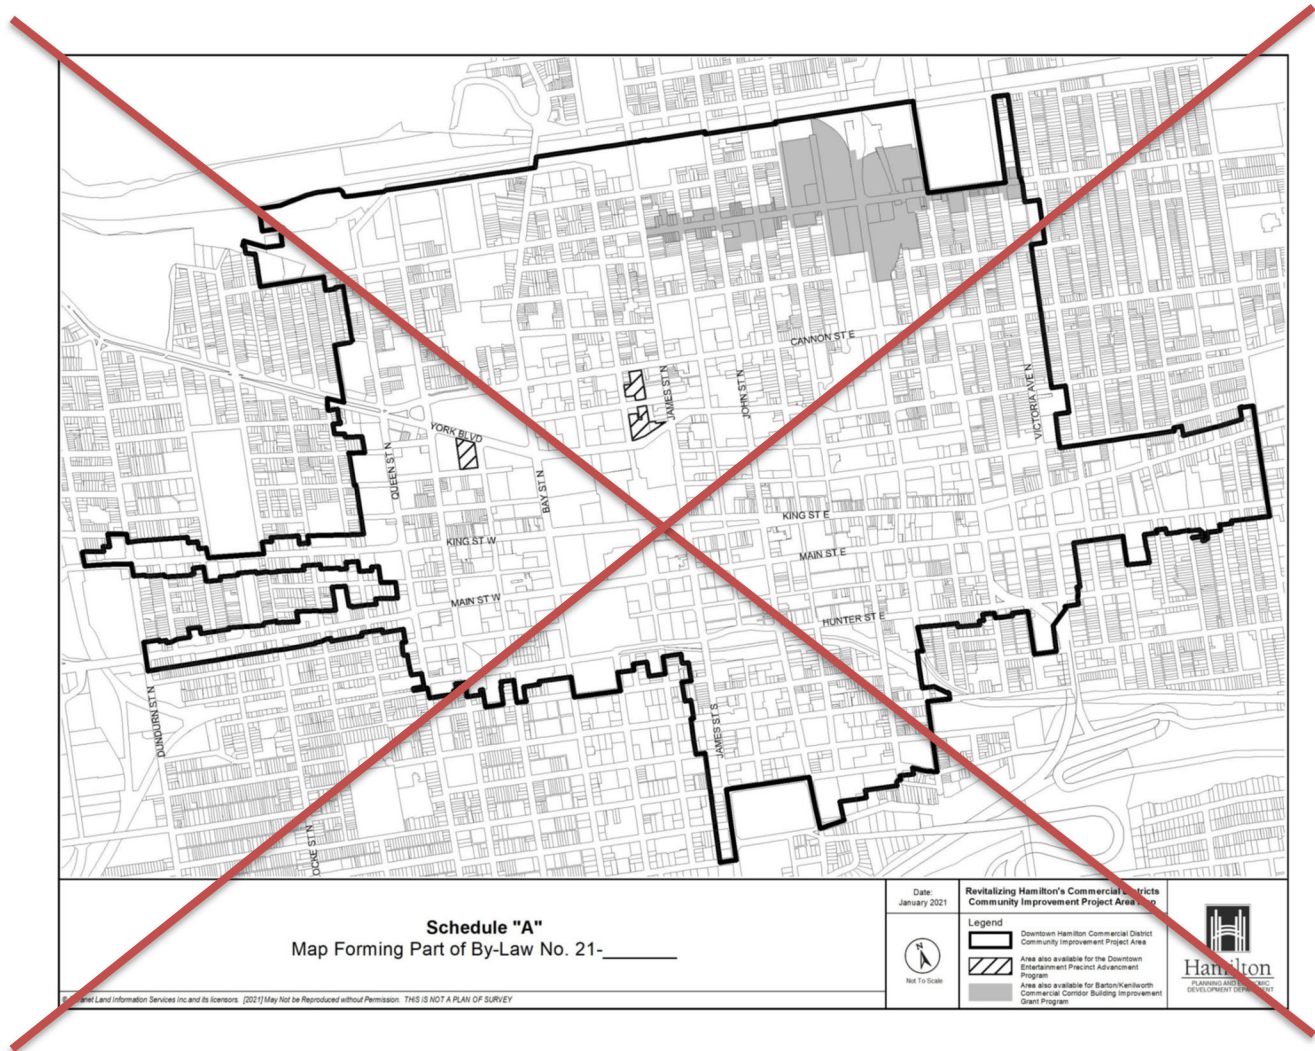 CANNON ST E
JAMES ST N
JOHN ST N
VICTORIA AVE N
YORK BLVD
QUEEN ST N
BAY ST N
KING ST E
KING ST W
MAIN ST E
MAIN ST W
HUNTER ST E
DUNDURN ST N
JAMES ST S
OCKE ST N
Schedule "A"
Map Forming Part of By-Law No. 21-________
Land Information Services Inc.and its licensors. [2021] May Not be Reproduced without Permission. THIS IS NOT A PLAN OF SURVEY
Date:
January 2021
N
Not To Scale
Revitalizing Hamilton's Commercial Districts
Community Improvement Project Area
Legend
Downtown Hamilton Commercial District
Community Improvement Project Area
Area also available for the Downtown
Entertainment Precinct Advancment
Program
Area also available for Barton/Kenilworth
Commercial Corridor Building Improvement
Grant Program
Hamilton
PLANNING AND ECONOMIC
DEVELOPMENT DEPARTMENT